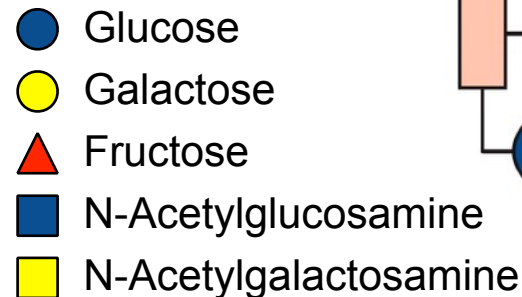 Glucose
Galactose
Fructose
N-Acetylglucosamine
N-Acetylgalactosamine